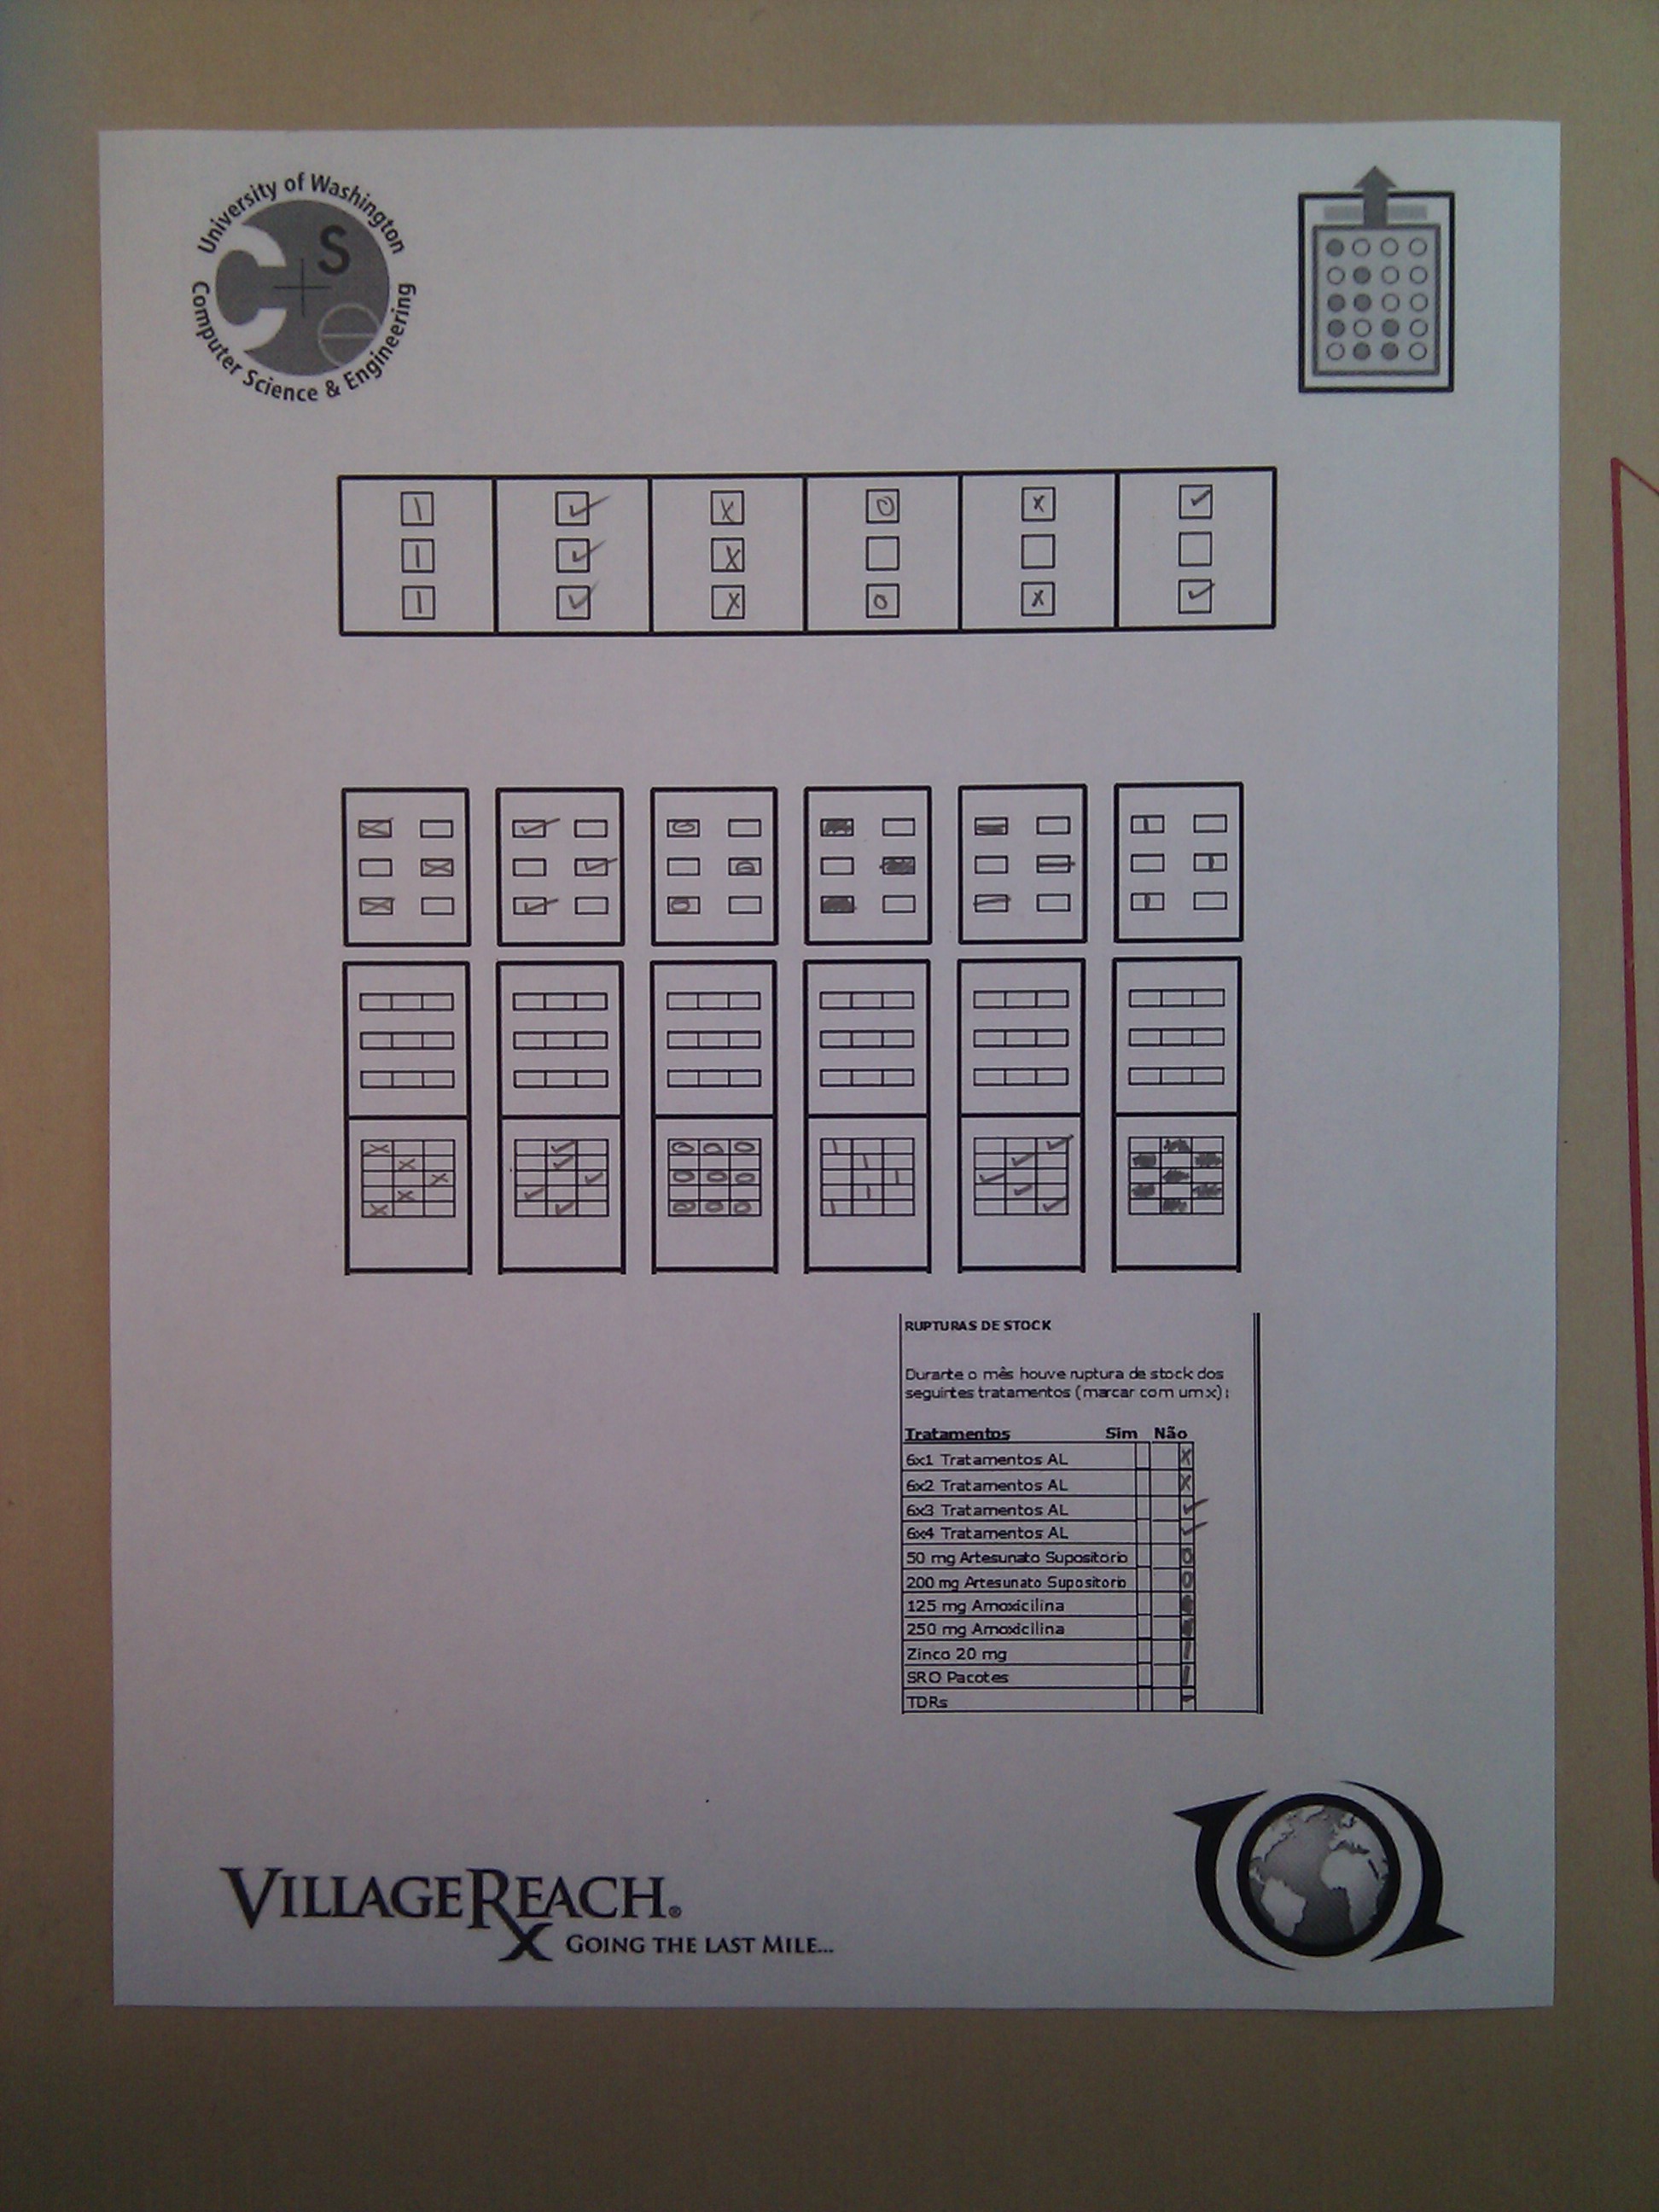 University of Washington
Computer Science & Engineering
C + S e
RUPTURAS DE STOCK
Durante o mês houve ruptura de stock dos
seguintes tratamentos (marcar com um x):
Tratamentos Sim Não
6x1 Tratamentos AL
6x2 Tratamentos AL
6x3 Tratamentos AL
6x4 Tratamentos AL
50 mg Artesunato Supositorio
200 mg Artesunato Supositorio
125 mg Amoxicilina
250 mg Amoxicilina
Zinco 20 mg
SRO Pacotes
TDRs
VILLAGEREACH®
GOING THE LAST MILE...